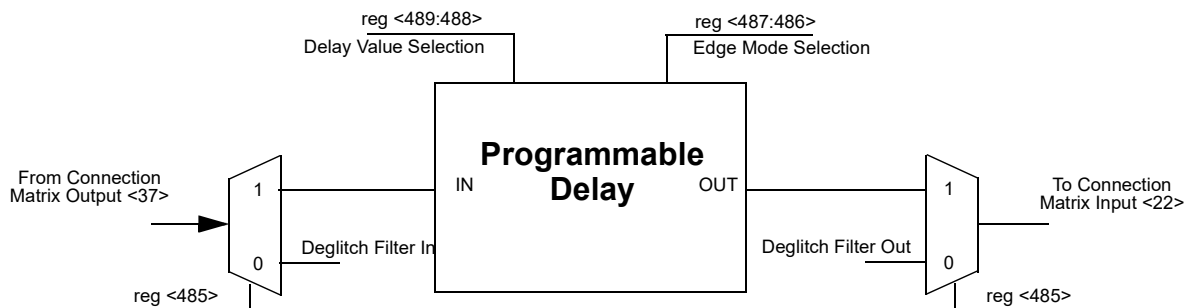 reg <489:488>
reg <487:486>
Delay Value Selection
Edge Mode Selection
Programmable
Delay
From Connection
Matrix Output <37>
1
IN
OUT
1
To Connection
Matrix Input <22>
0
Deglitch Filter In
Deglitch Filter Out
0
reg <485>
reg <485>